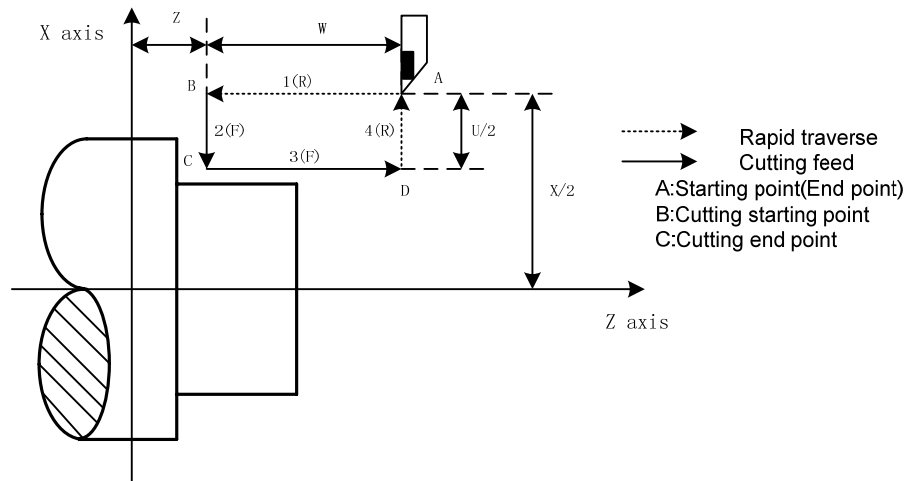 X axis
Z
W
A
B
1(R)
2(F)
4(R)
U/2
C
3(F)
D
X/2
Z axis
Rapid traverse
Cutting feed
A:Starting point(End point)
B:Cutting starting point
C:Cutting end point